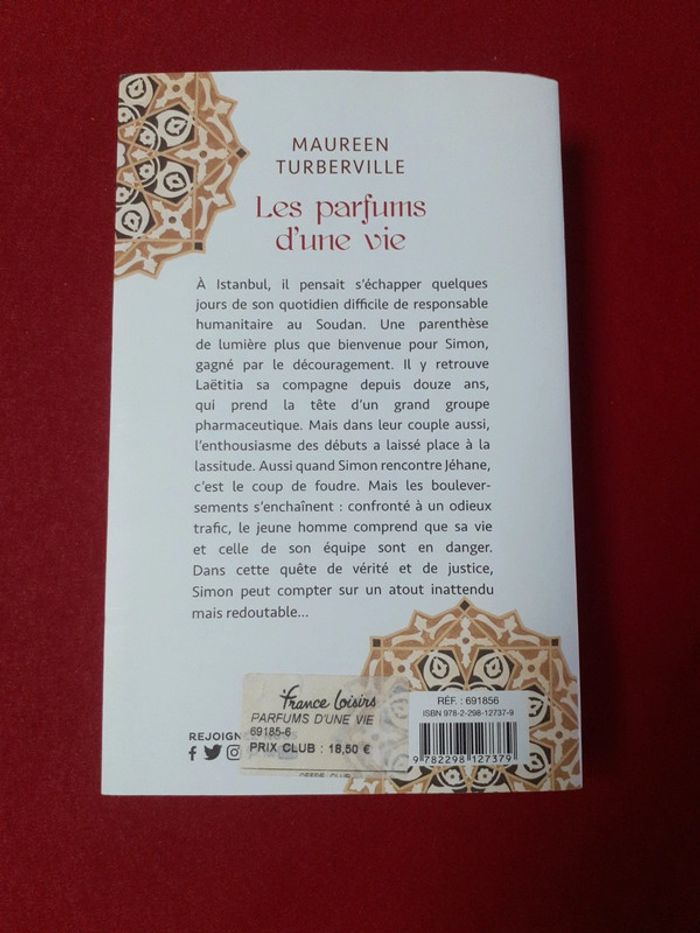 MAUREEN
TURBERVILLE
Les parfums
d'une vie
À Istanbul, il pensait s'échapper quelques
jours de son quotidien difficile de responsable
humanitaire au Soudan. Une parenthèse
de lumière plus que bienvenue pour Simon,
gagné par le découragement. Il y retrouve
Laëtitia sa compagne depuis douze ans,
qui prend la tête d'un grand groupe
pharmaceutique. Mais dans leur couple aussi,
l'enthousiasme des débuts a laissé place à la
lassitude. Aussi quand Simon rencontre Jéhane,
c'est le coup de foudre. Mais les boulever-
sements s'enchaînent : confronté à un odieux
trafic, le jeune homme comprend que sa vie
et celle de son équipe sont en danger.
Dans cette quête de vérité et de justice,
Simon peut compter sur un atout inattendu
mais redoutable...
France Loisirs
PARFUMS D'UNE VIE
69185-6
PRIX CLUB : 18,50 €
REJOIGN
RÉF. : 691856
ISBN 978-2-298-12737-9
9 782298 127379